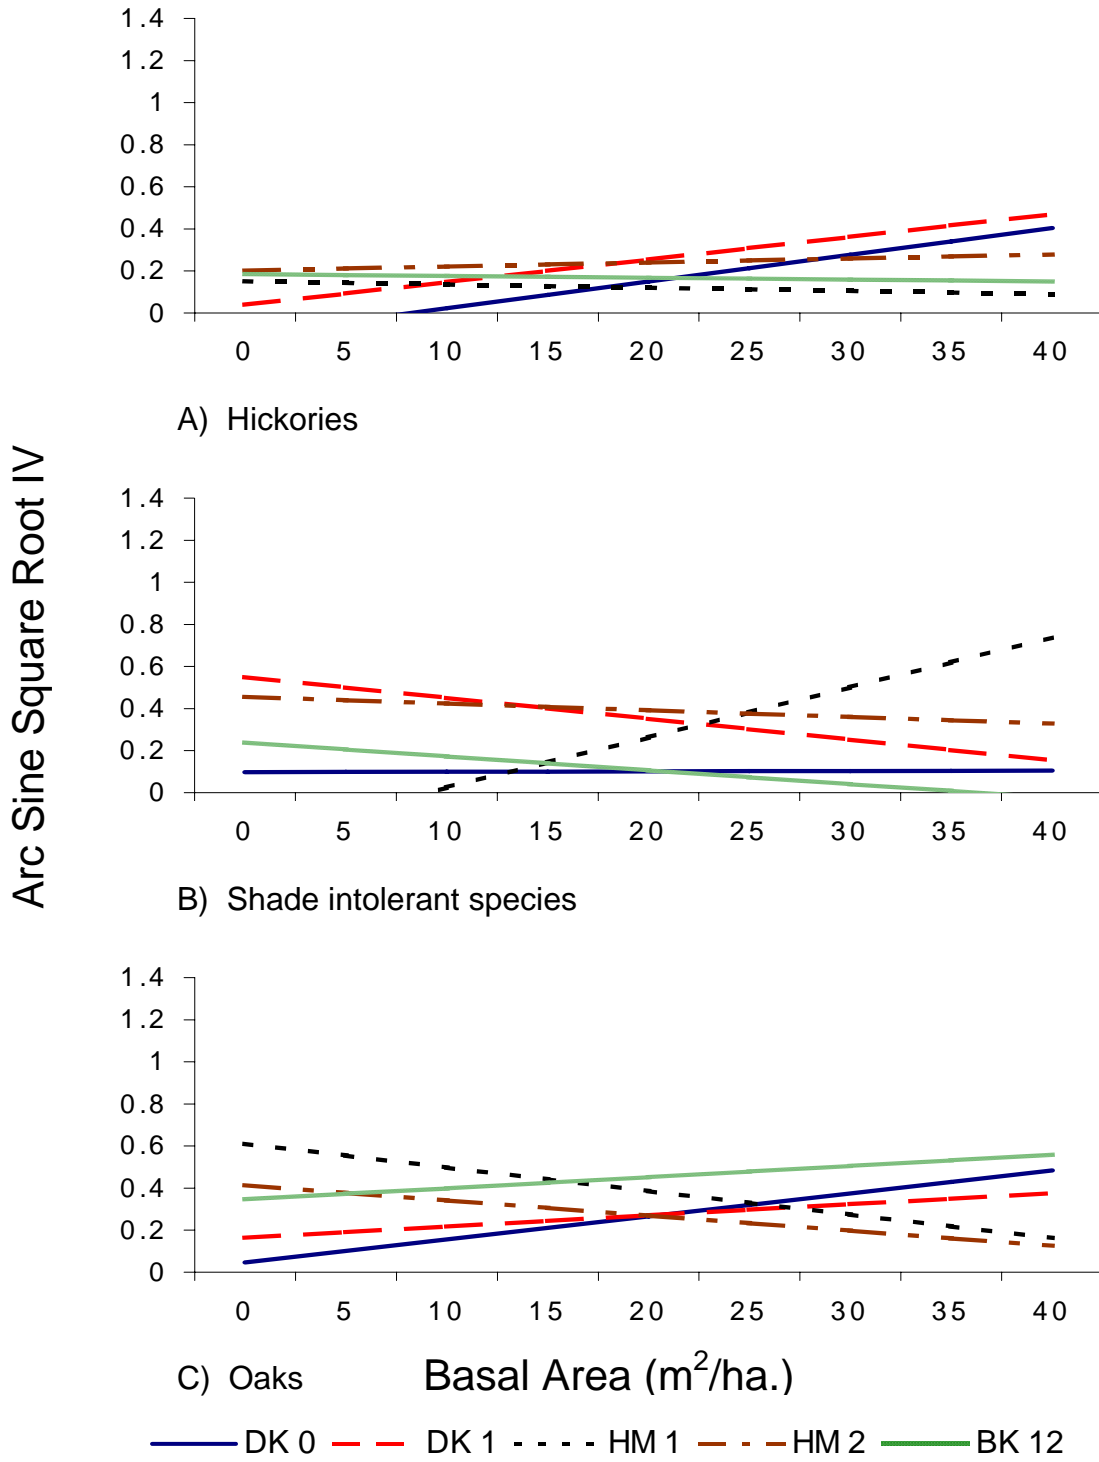 1.4
1.2
1
0.8
0.6
0.4
0.2
0
0 5 10 15 20 25 30 35 40
A) Hickories
Arc Sine Square Root IV
1.4
1.2
1
0.8
0.6
0.4
0.2
0
0 5 10 15 20 25 30 35 40
B) Shade intolerant species
1.4
1.2
1
0.8
0.6
0.4
0.2
0
0 5 10 15 20 25 30 35 40
C) Oaks
Basal Area (m²/ha.)
DK 0 DK 1 HM 1 HM 2 BK 12